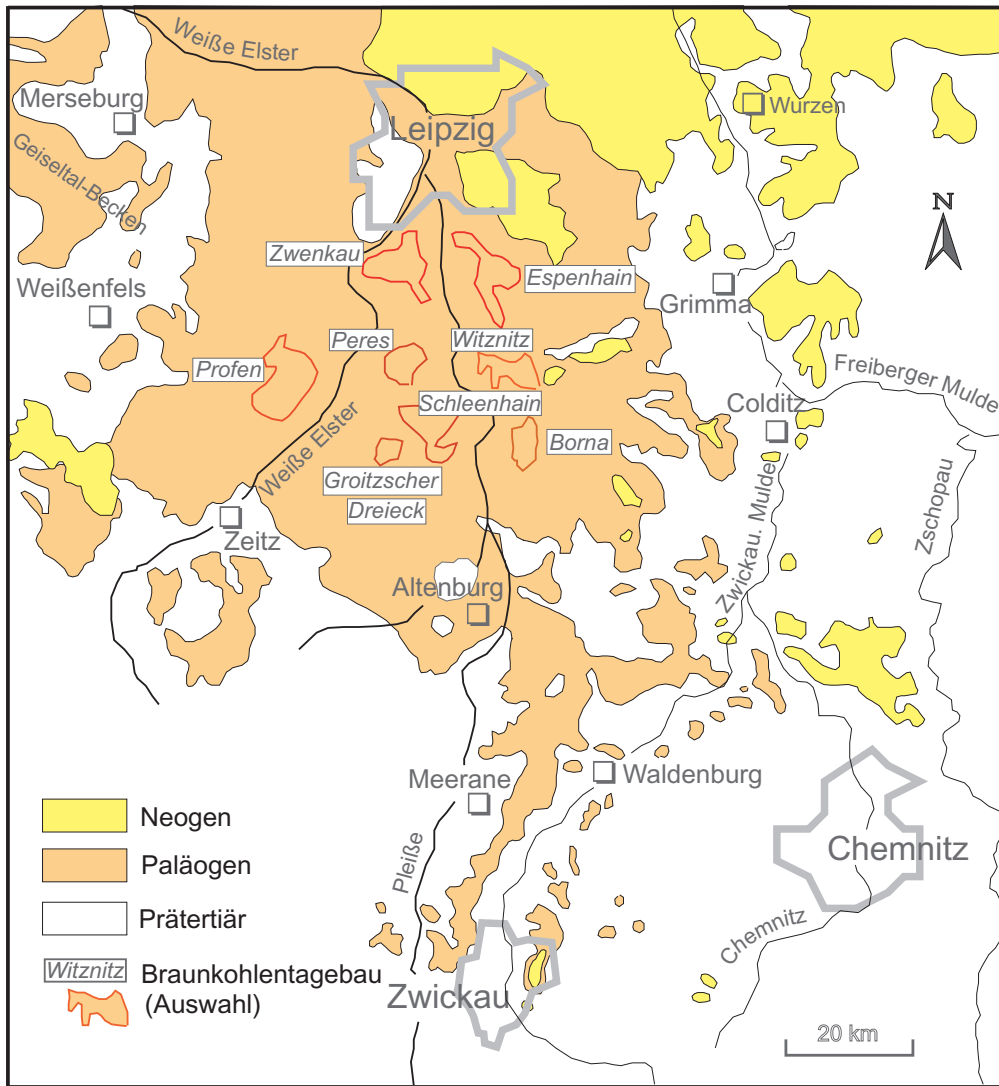 Weiße Elster
Merseburg
Wurzen
Leipzig
Geiseltal-Becken
N
Zwenkau
Espenhain
Weißenfels
Grimma
Peres
Witznitz
Profen
Freiberger Mulde
Schleenhain
Colditz
Weiße Elster
Borna
Groitzscher
Dreieck
Zwickau. Mulde
Zschopau
Zeitz
Altenburg
Meerane
Waldenburg
Neogen
Chemnitz
Paläogen
Pleiße
Prätertiär
Chemnitz
Witznitz
Braunkohlentagebau
(Auswahl)
Zwickau
20 km